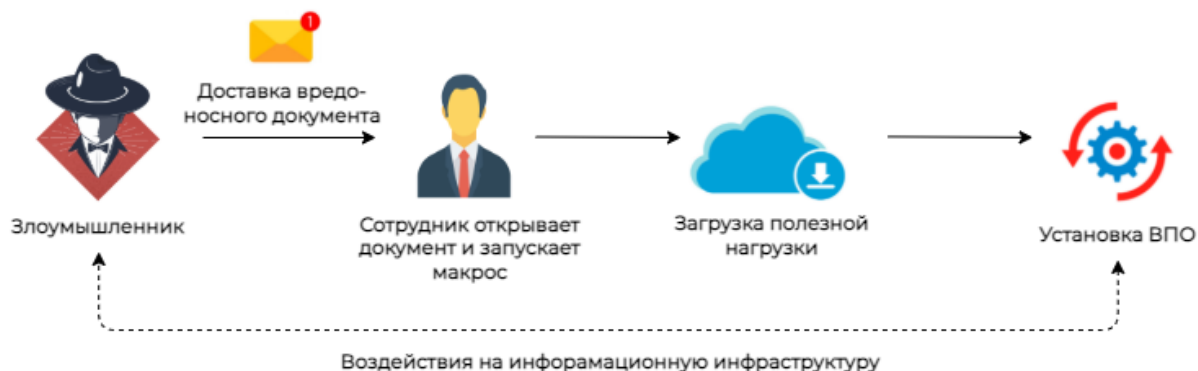 1
Доставка вредо-
носного документа
Злоумышленник
Сотрудник открывает
документ и запускает
макрос
Загрузка полезной
нагрузки
Установка ВПО
Воздействия на инфорамационную инфраструктуру